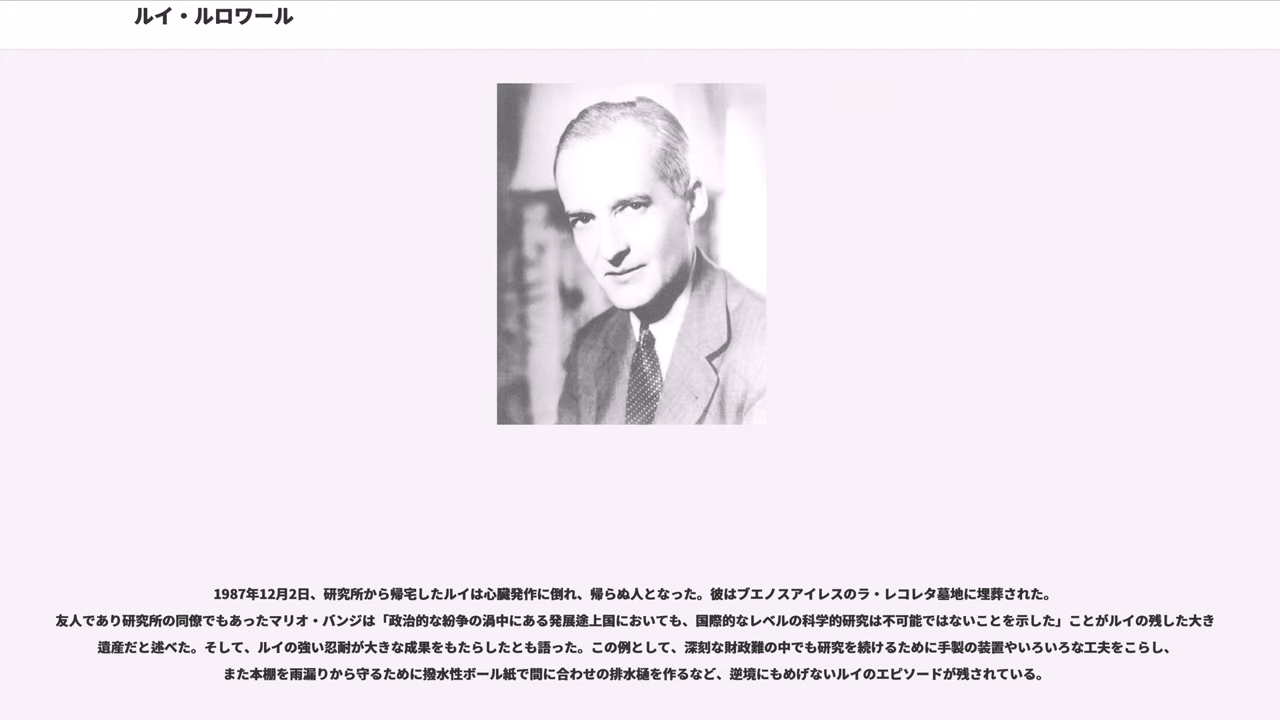 ルイ・ルロワール
1987年12月2日、研究所から帰宅したルイは心臓発作に倒れ、帰らぬ人となった。彼はブエノスアイレスのラ・レコレタ墓地に埋葬された。
友人であり研究所の同僚でもあったマリオ・バンジは「政治的な紛争の渦中にある発展途上国においても、国際的なレベルの科学的研究は不可能ではないことを示した」ことがルイの残した大き
遺産だと述べた。そして、ルイの強い忍耐が大きな成果をもたらしたとも語った。この例として、深刻な財政難の中でも研究を続けるために手製の装置やいろいろな工夫をこらし、
また本棚を雨漏りから守るために撥水性ボール紙で間に合わせの排水樋を作るなど、逆境にもめげないルイのエピソードが残されている。